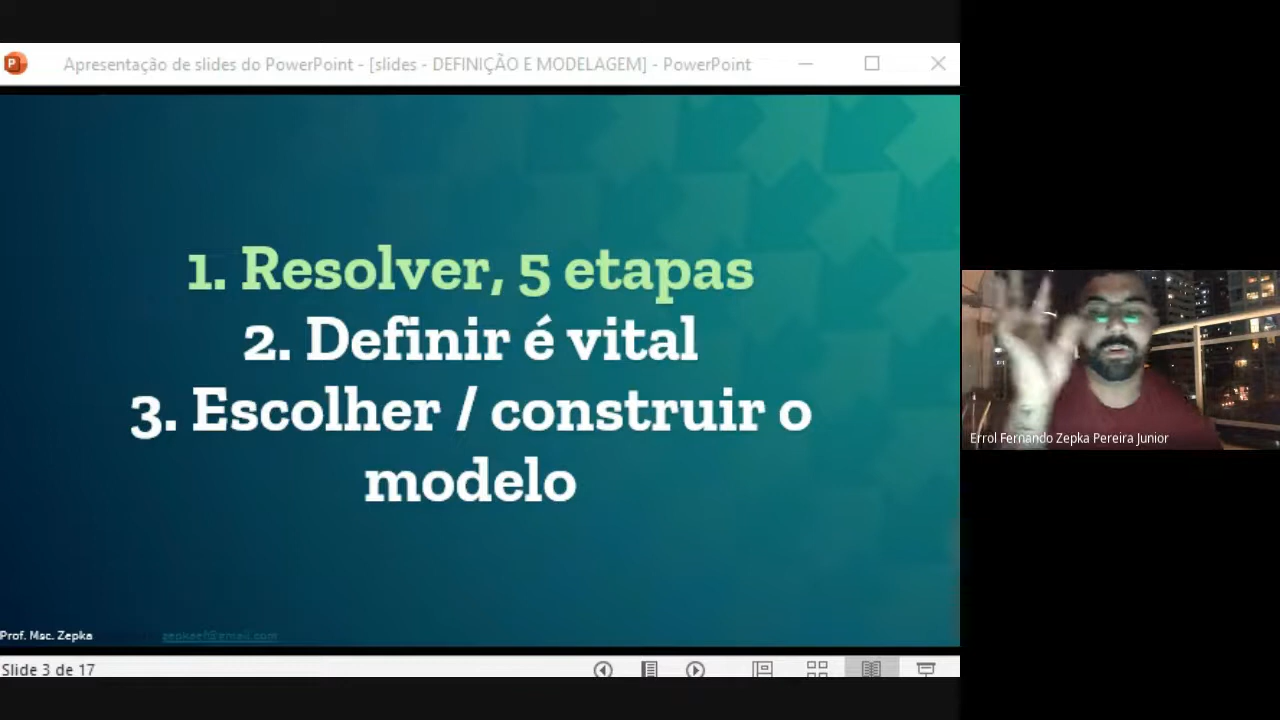 Apresentação de slides do PowerPoint - [slides - DEFINIÇÃO E MODELAGEM] - PowerPoint
1. Resolver, 5 etapas
2. Definir é vital
3. Escolher / construir o
modelo
Errol Fernando Zepka Pereira Junior
Prof. Msc. Zepka
Slide 3 de 17